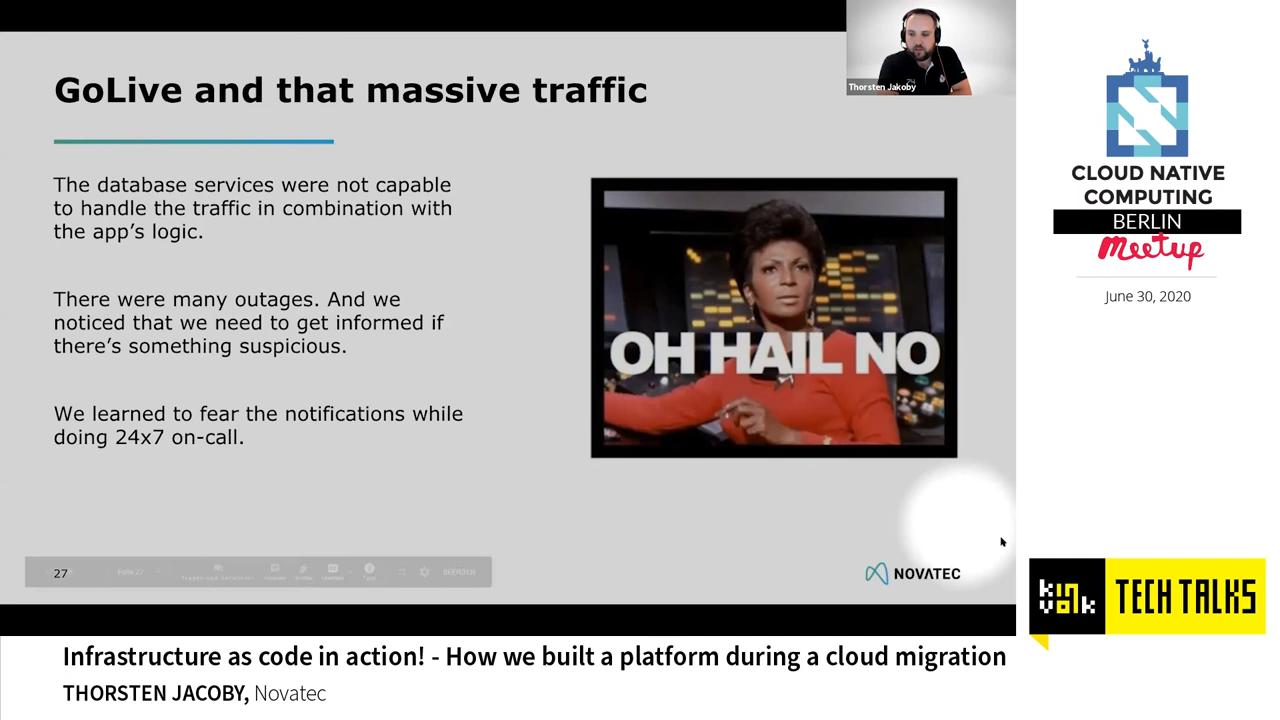 GoLive and that massive traffic
Thorsten Jakoby
The database services were not capable
to handle the traffic in combination with
the app's logic.
There were many outages. And we
noticed that we need to get informed if
there's something suspicious.
We learned to fear the notifications while
doing 24x7 on-call.
OH HAIL NO
27
Folie 27
BEENDEN
NOVATEC
CLOUD NATIVE
COMPUTING
BERLIN
Meetup
June 30, 2020
kinvolk
TECH TALKS
Infrastructure as code in action! - How we built a platform during a cloud migration
THORSTEN JACOBY, Novatec